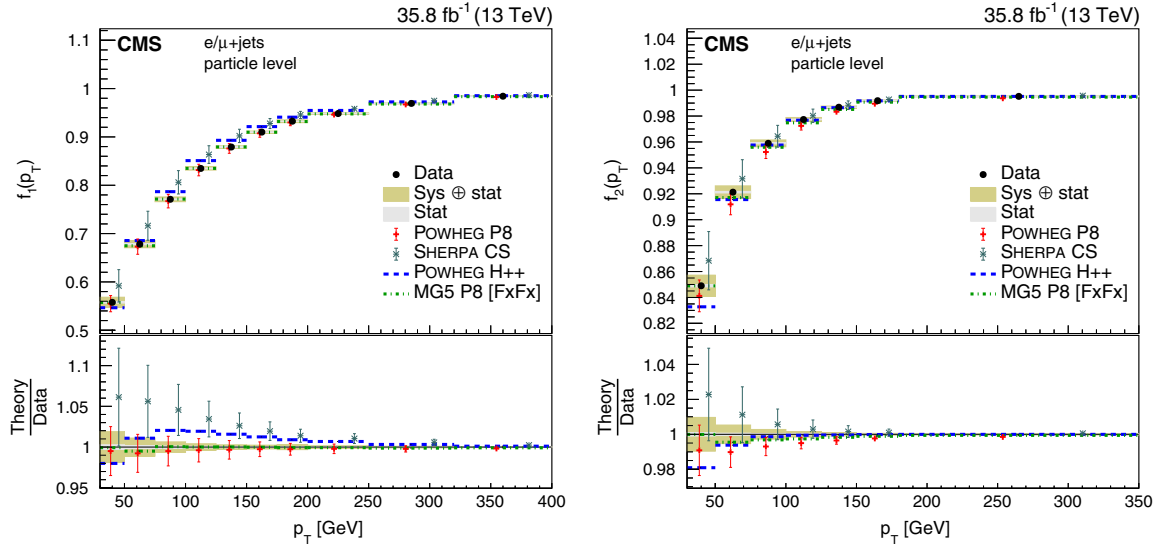 35.8 fb⁻¹ (13 TeV)
CMS
e/μ+jets
particle level
f₁(p_T)
1.1
1
0.9
0.8
0.7
0.6
0.5
Data
Sys ⊕ stat
Stat
POWHEG P8
SHERPA CS
POWHEG H++
MG5 P8 [FxFx]
Theory
Data
1.1
1.05
1
0.95
50 100 150 200 250 300 350 400
p_T [GeV]
35.8 fb⁻¹ (13 TeV)
CMS
e/μ+jets
particle level
f₂(p_T)
1.04
1.02
1
0.98
0.96
0.94
0.92
0.9
0.88
0.86
0.84
0.82
Data
Sys ⊕ stat
Stat
POWHEG P8
SHERPA CS
POWHEG H++
MG5 P8 [FxFx]
Theory
Data
1.04
1.02
1
0.98
50 100 150 200 250 300 350
p_T [GeV]